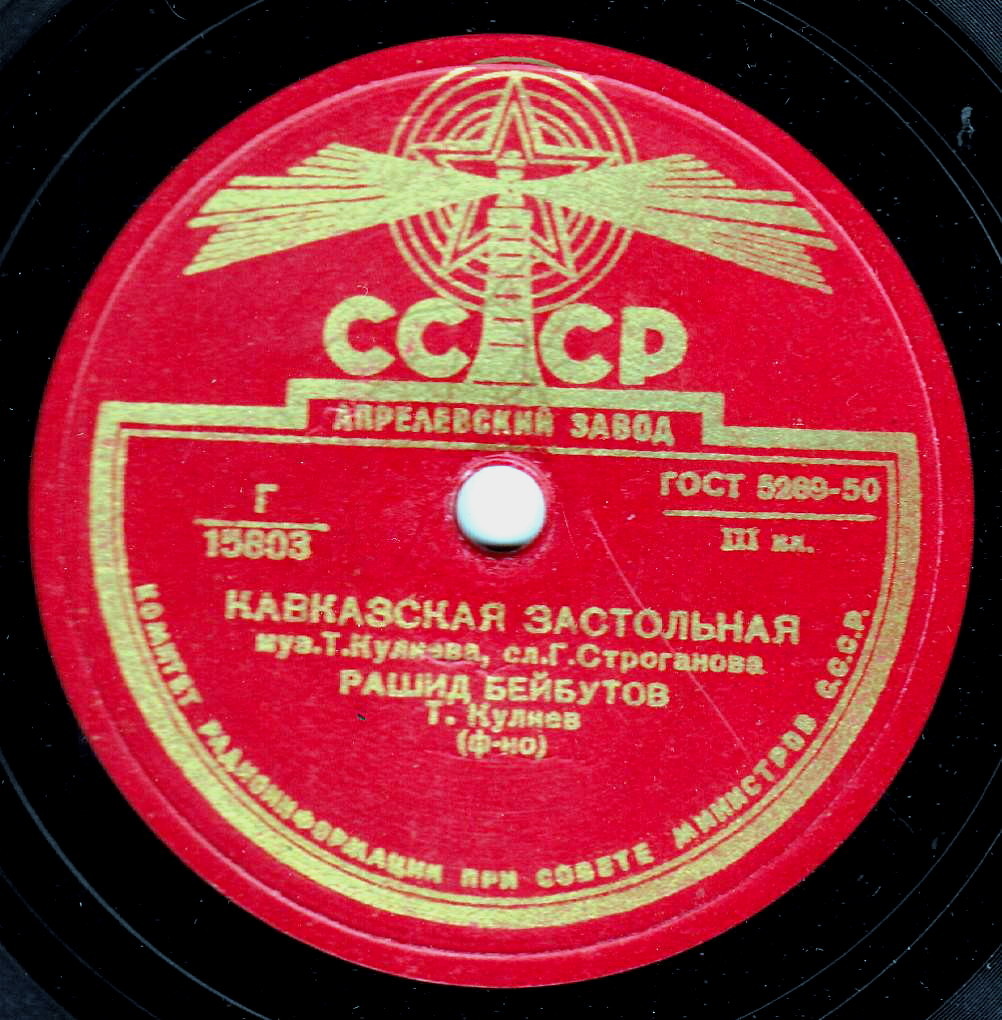 СССР
АПРЕЛЕВСКИЙ ЗАВОД
Г
15603
ГОСТ 5289-50
III кл.
КАВКАЗСКАЯ ЗАСТОЛЬНАЯ
муз.Т.Кулиева, сл.Г.Строганова
РАШИД БЕЙБУТОВ
Т. Кулиев
(ф-но)
КОМИТЕТ РАДИОИНФОРМАЦИИ ПРИ СОВЕТЕ МИНИСТРОВ С.С.С.Р.